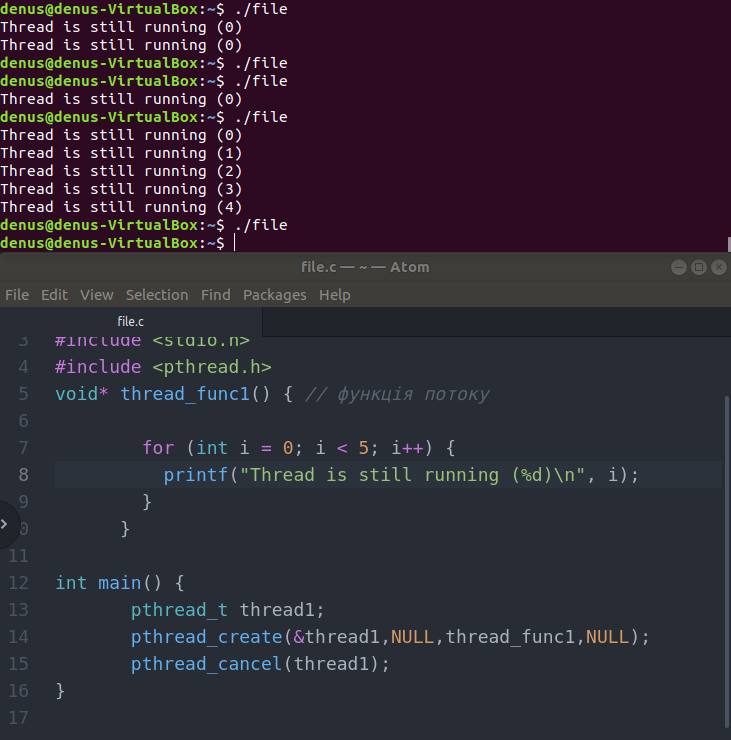 denus@denus-VirtualBox:~$ ./file
Thread is still running (0)
Thread is still running (0)
denus@denus-VirtualBox:~$ ./file
denus@denus-VirtualBox:~$ ./file
Thread is still running (0)
denus@denus-VirtualBox:~$ ./file
Thread is still running (0)
Thread is still running (1)
Thread is still running (2)
Thread is still running (3)
Thread is still running (4)
denus@denus-VirtualBox:~$ ./file
denus@denus-VirtualBox:~$
file.c — ~ — Atom
File Edit View Selection Find Packages Help
file.c
3 #include <stdio.h>
4 #include <pthread.h>
5 void* thread_func1() { // функція потоку
6
7 for (int i = 0; i < 5; i++) {
8 printf("Thread is still running (%d)\n", i);
9 }
0 }
11
12 int main() {
13 pthread_t thread1;
14 pthread_create(&thread1,NULL,thread_func1,NULL);
15 pthread_cancel(thread1);
16 }
17